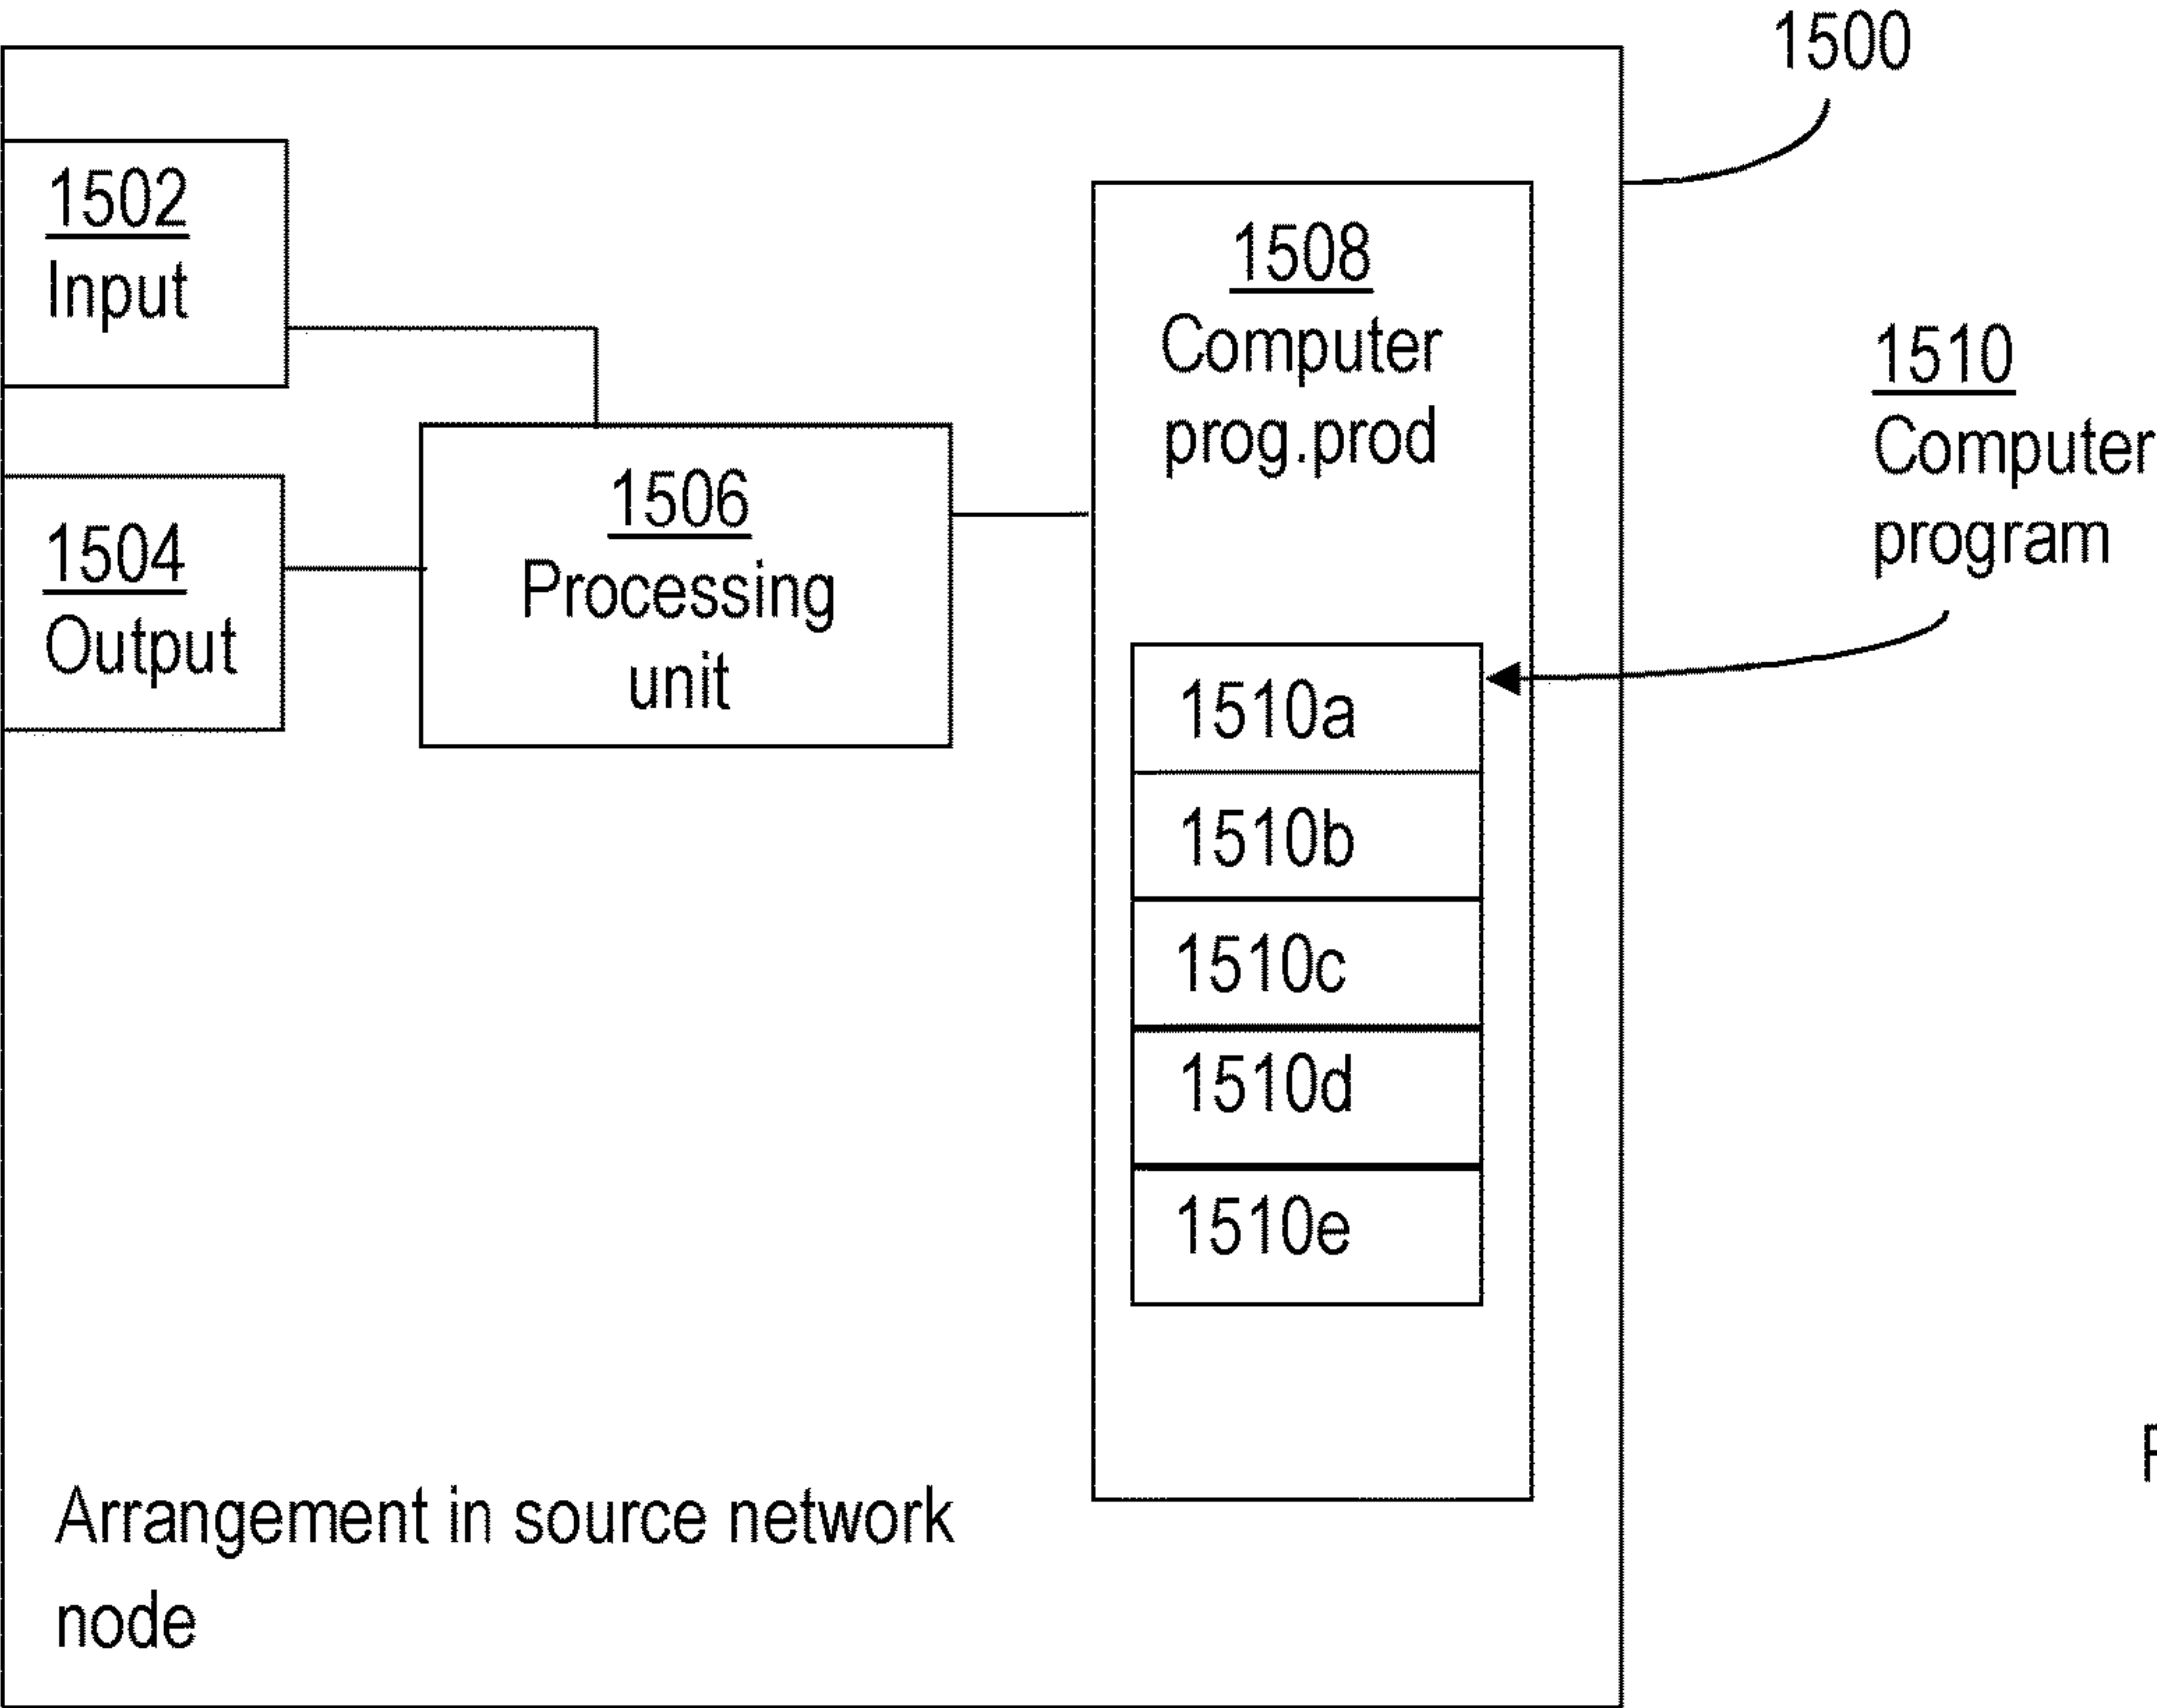 1500
1502
Input
1508
Computer
prog.prod
1510
Computer
program
1506
Processing
unit
1504
Output
1510a
1510b
1510c
1510d
1510e
Arrangement in source network
node